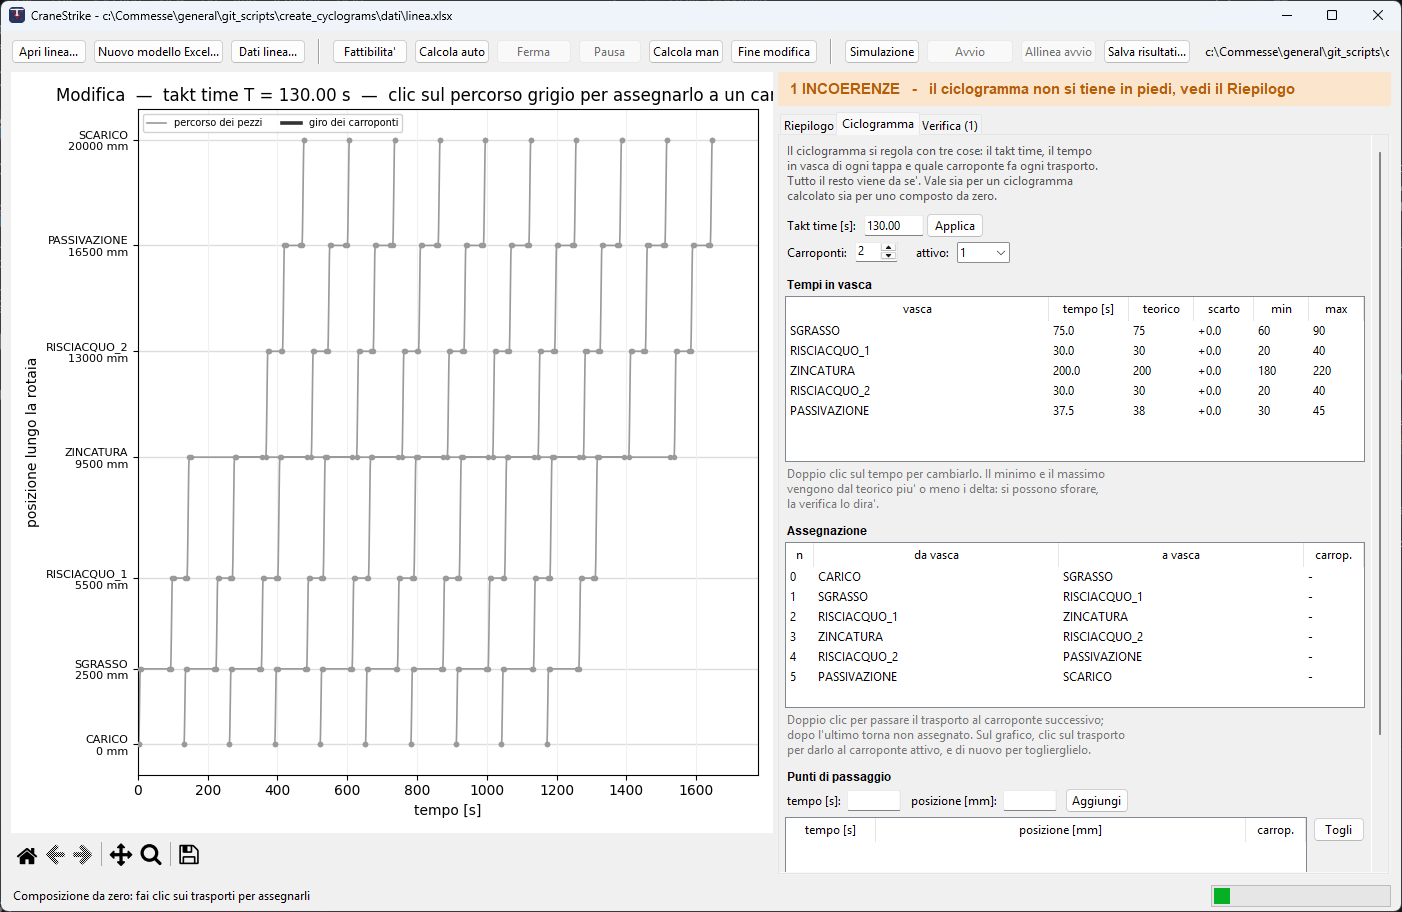 CraneStrike - c:\Commesse\general\git_scripts\create_cyclograms\dati\linea.xlsx
Apri linea... Nuovo modello Excel... Dati linea... Fattibilita' Calcola auto Ferma Pausa Calcola man Fine modifica Simulazione Avvio Allinea avvio Salva risultati... c:\Commesse\general\git_scripts\c
Modifica — takt time T = 130.00 s — clic sul percorso grigio per assegnarlo a un car
percorso dei pezzi giro dei carroponti
SCARICO
20000 mm
PASSIVAZIONE
16500 mm
RISCIACQUO_2
13000 mm
ZINCATURA
9500 mm
RISCIACQUO_1
5500 mm
SGRASSO
2500 mm
CARICO
0 mm
posizione lungo la rotaia
0 200 400 600 800 1000 1200 1400 1600
tempo [s]
1 INCOERENZE - il ciclogramma non si tiene in piedi, vedi il Riepilogo
Riepilogo Ciclogramma Verifica (1)
Il ciclogramma si regola con tre cose: il takt time, il tempo
in vasca di ogni tappa e quale carroponte fa ogni trasporto.
Tutto il resto viene da se'. Vale sia per un ciclogramma
calcolato sia per uno composto da zero.
Takt time [s]: 130.00 Applica
Carroponti: 2 attivo: 1
Tempi in vasca
vasca tempo [s] teorico scarto min max
SGRASSO 75.0 75 +0.0 60 90
RISCIACQUO_1 30.0 30 +0.0 20 40
ZINCATURA 200.0 200 +0.0 180 220
RISCIACQUO_2 30.0 30 +0.0 20 40
PASSIVAZIONE 37.5 38 +0.0 30 45
Doppio clic sul tempo per cambiarlo. Il minimo e il massimo
vengono dal teorico piu' o meno i delta: si possono sforare,
la verifica lo dira'.
Assegnazione
n da vasca a vasca carrop.
0 CARICO SGRASSO -
1 SGRASSO RISCIACQUO_1 -
2 RISCIACQUO_1 ZINCATURA -
3 ZINCATURA RISCIACQUO_2 -
4 RISCIACQUO_2 PASSIVAZIONE -
5 PASSIVAZIONE SCARICO -
Doppio clic per passare il trasporto al carroponte successivo;
dopo l'ultimo torna non assegnato. Sul grafico, clic sul trasporto
per darlo al carroponte attivo, e di nuovo per toglierglielo.
Punti di passaggio
tempo [s]: posizione [mm]: Aggiungi
tempo [s] posizione [mm] carrop. Togli
Composizione da zero: fai clic sui trasporti per assegnarli